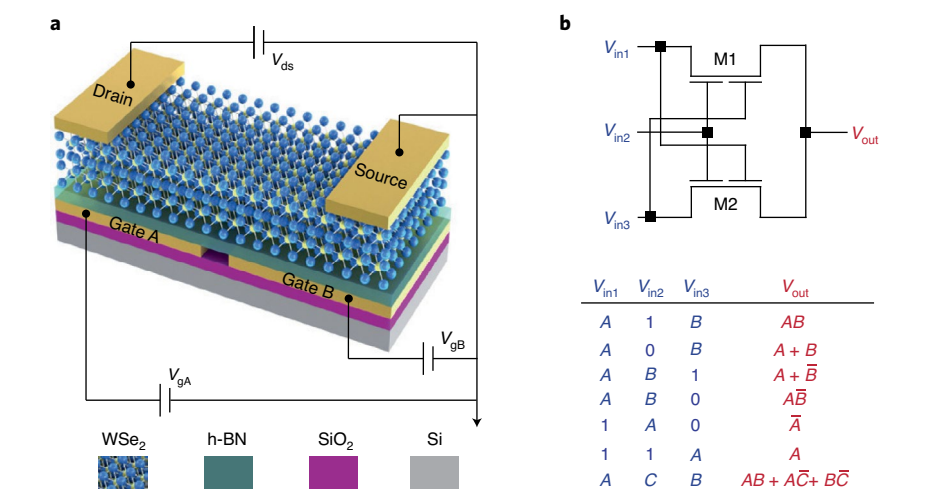 a
V_ds
Drain
Source
Gate A
Gate B
V_gB
V_gA
WSe₂ h-BN SiO₂ Si
b
V_in1
M1
V_in2
V_out
M2
V_in3
V_in1 V_in2 V_in3 V_out
A 1 B AB
A 0 B A + B
A B 1 A + B̅
A B 0 AB̅
1 A 0 A̅
1 1 A A
A C B AB + AC̅ + BC̅